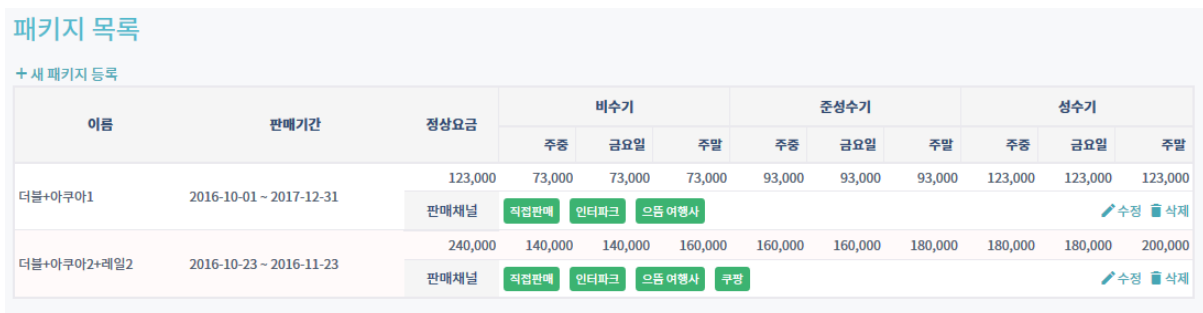 패키지 목록
+ 새 패키지 등록
이름 판매기간 정상요금 비수기 준성수기 성수기
주중 금요일 주말 주중 금요일 주말 주중 금요일 주말
더블+아쿠아1 2016-10-01 ~ 2017-12-31 123,000 73,000 73,000 73,000 93,000 93,000 93,000 123,000 123,000 123,000
판매채널 직접판매 인터파크 으뜸 여행사 수정 삭제
더블+아쿠아2+레일2 2016-10-23 ~ 2016-11-23 240,000 140,000 140,000 160,000 160,000 160,000 180,000 180,000 180,000 200,000
판매채널 직접판매 인터파크 으뜸 여행사 쿠팡 수정 삭제